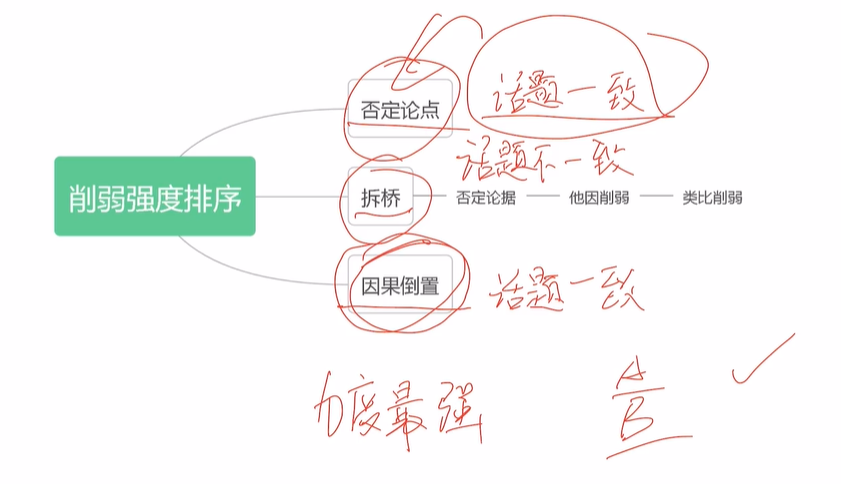 话题一致
否定论点
话题不一致
削弱强度排序
拆桥
否定论据
他因削弱
类比削弱
因果倒置
话题一致
力度最强
A
B